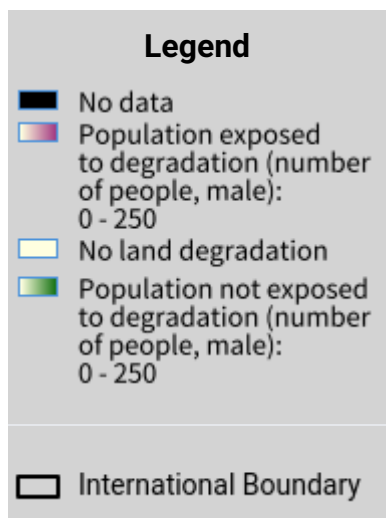 Legend
No data
Population exposed
to degradation (number
of people, male):
0 - 250
No land degradation
Population not exposed
to degradation (number
of people, male):
0 - 250
International Boundary